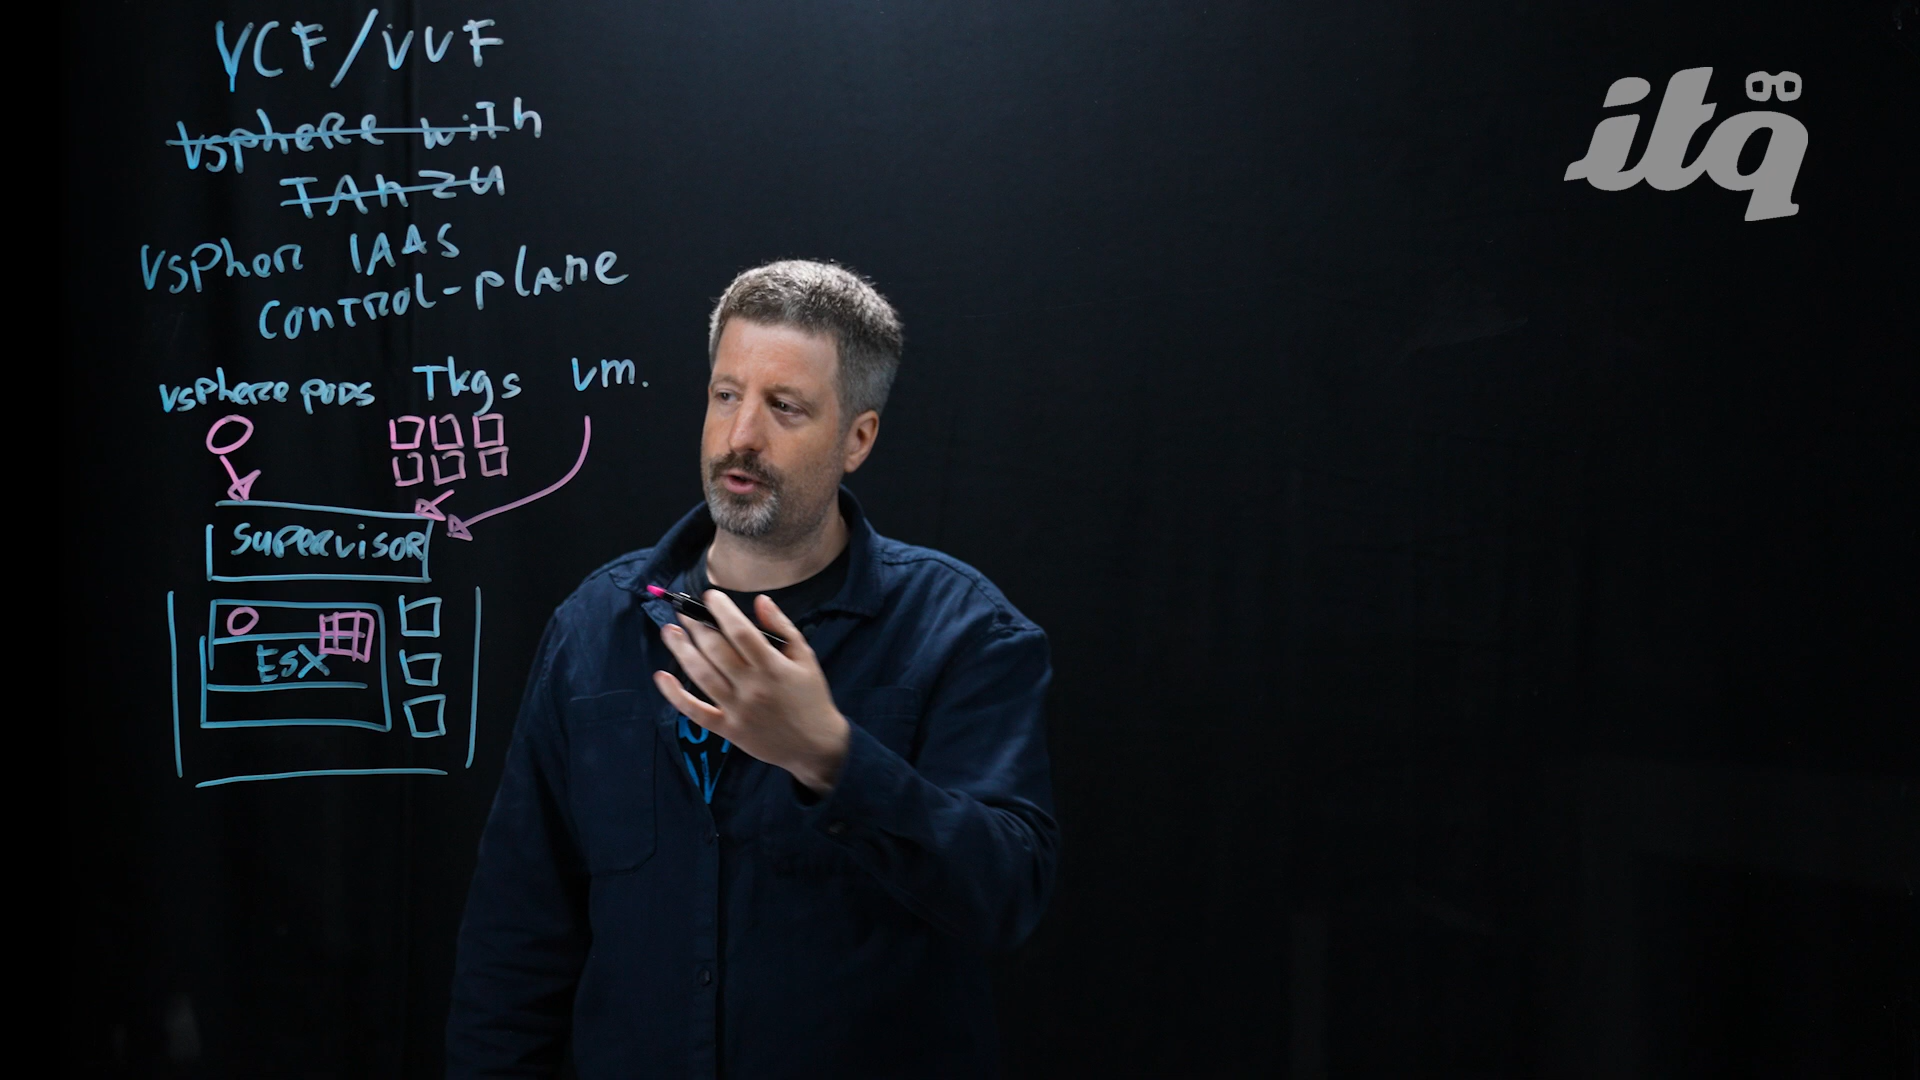 VCF/VVF
vsphere with
TAnzu
vsphere IAAS
control-plane
vsphere pods Tkgs vm.
supervisor
ESX
itq